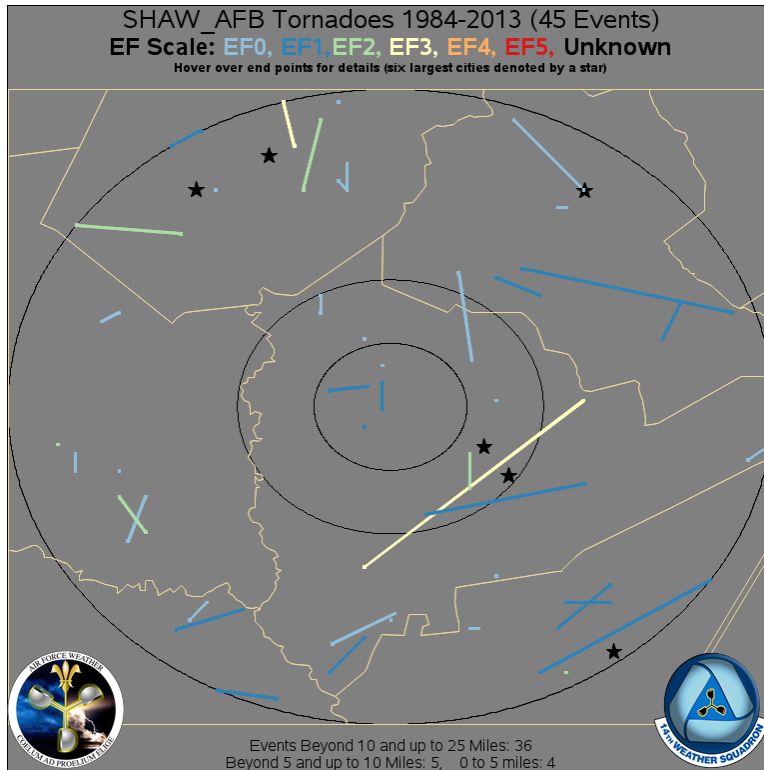 SHAW_AFB Tornadoes 1984-2013 (45 Events)
EF Scale: EF0, EF1,EF2, EF3, EF4, EF5, Unknown
Hover over end points for details (six largest cities denoted by a star)
AIR FORCE WEATHER
COELUM AD PROELIUM ELIGE
14TH WEATHER SQUADRON
Events Beyond 10 and up to 25 Miles: 36
Beyond 5 and up to 10 Miles: 5, 0 to 5 miles: 4